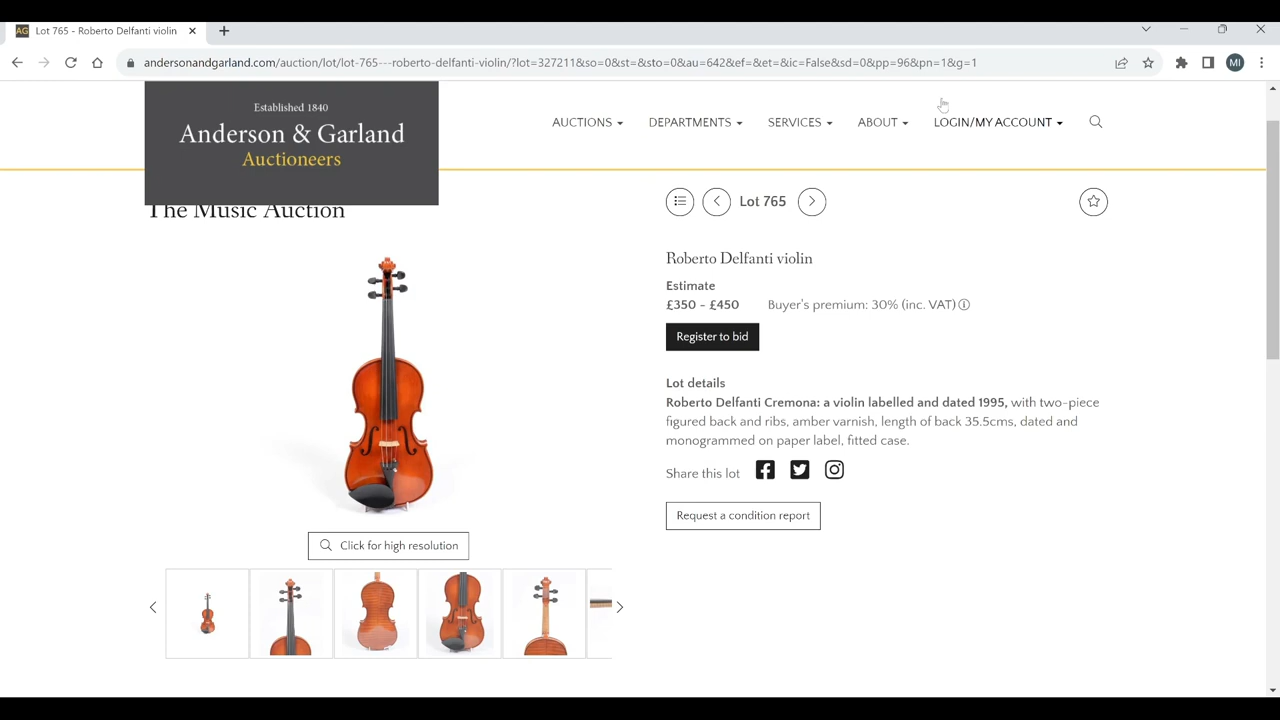 AG Lot 765 - Roberto Delfanti violin
andersonandgarland.com/auction/lot/lot-765---roberto-delfanti-violin/?lot=327211&so=0&st=&sto=0&au=642&ef=&et=&ic=False&sd=0&pp=96&pn=1&g=1
MI
Established 1840
Anderson & Garland
Auctioneers
AUCTIONS
DEPARTMENTS
SERVICES
ABOUT
LOGIN/MY ACCOUNT
The Music Auction
Lot 765
Roberto Delfanti violin
Estimate
£350 - £450 Buyer's premium: 30% (inc. VAT)
Register to bid
Lot details
Roberto Delfanti Cremona: a violin labelled and dated 1995, with two-piece
figured back and ribs, amber varnish, length of back 35.5cms, dated and
monogrammed on paper label, fitted case.
Share this lot
Request a condition report
Click for high resolution